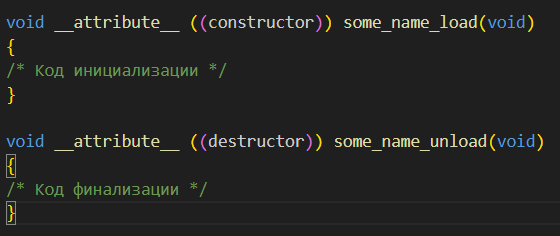 void __attribute__ ((constructor)) some_name_load(void)
{
/* Код инициализации */
}
void __attribute__ ((destructor)) some_name_unload(void)
{
/* Код финализации */
}